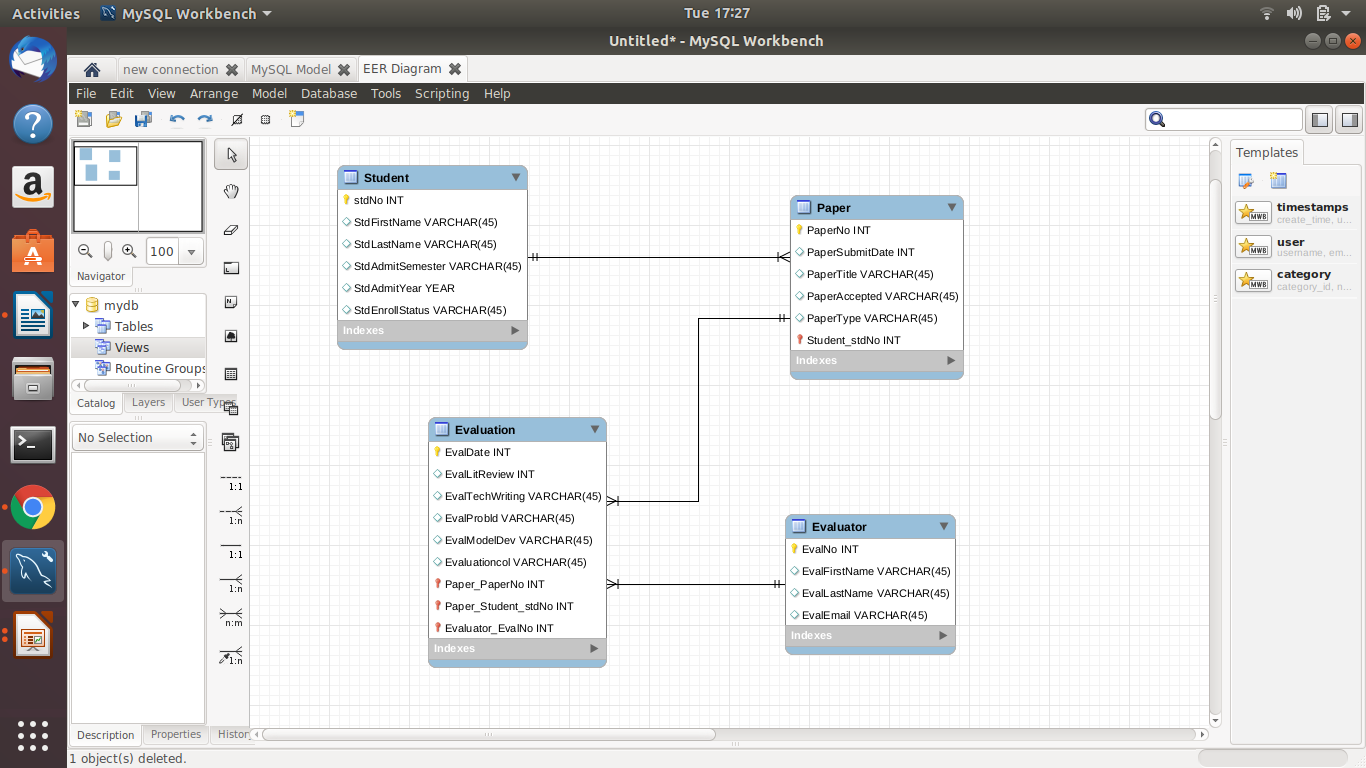 Activities MySQL Workbench Tue 17:27
Untitled* - MySQL Workbench
new connection MySQL Model EER Diagram
File Edit View Arrange Model Database Tools Scripting Help
100
Navigator
mydb
Tables
Views
Routine Groups
Catalog Layers User Types
No Selection
Description Properties Histor
1:1
1:n
1:1
1:n
n:m
1:n
Student
stdNo INT
StdFirstName VARCHAR(45)
StdLastName VARCHAR(45)
StdAdmitSemester VARCHAR(45)
StdAdmitYear YEAR
StdEnrollStatus VARCHAR(45)
Indexes
Paper
PaperNo INT
PaperSubmitDate INT
PaperTitle VARCHAR(45)
PaperAccepted VARCHAR(45)
PaperType VARCHAR(45)
Student_stdNo INT
Indexes
Evaluation
EvalDate INT
EvalLitReview INT
EvalTechWriting VARCHAR(45)
EvalProbId VARCHAR(45)
EvalModelDev VARCHAR(45)
Evaluationcol VARCHAR(45)
Paper_PaperNo INT
Paper_Student_stdNo INT
Evaluator_EvalNo INT
Indexes
Evaluator
EvalNo INT
EvalFirstName VARCHAR(45)
EvalLastName VARCHAR(45)
EvalEmail VARCHAR(45)
Indexes
Templates
MWB
timestamps
create_time, u...
MWB
user
username, em...
MWB
category
category_id, n...
1 object(s) deleted.